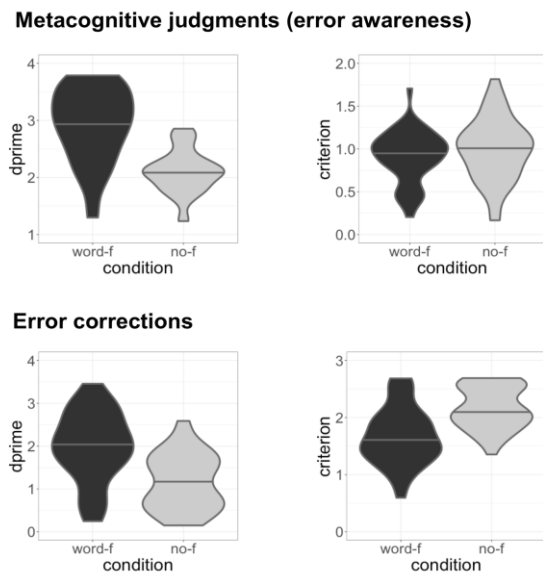 Metacognitive judgments (error awareness)
4
3
2
1
dprime
word-f no-f
condition
2.0
1.5
1.0
0.5
0.0
criterion
word-f no-f
condition
Error corrections
4
3
2
1
0
dprime
word-f no-f
condition
3
2
1
0
criterion
word-f no-f
condition